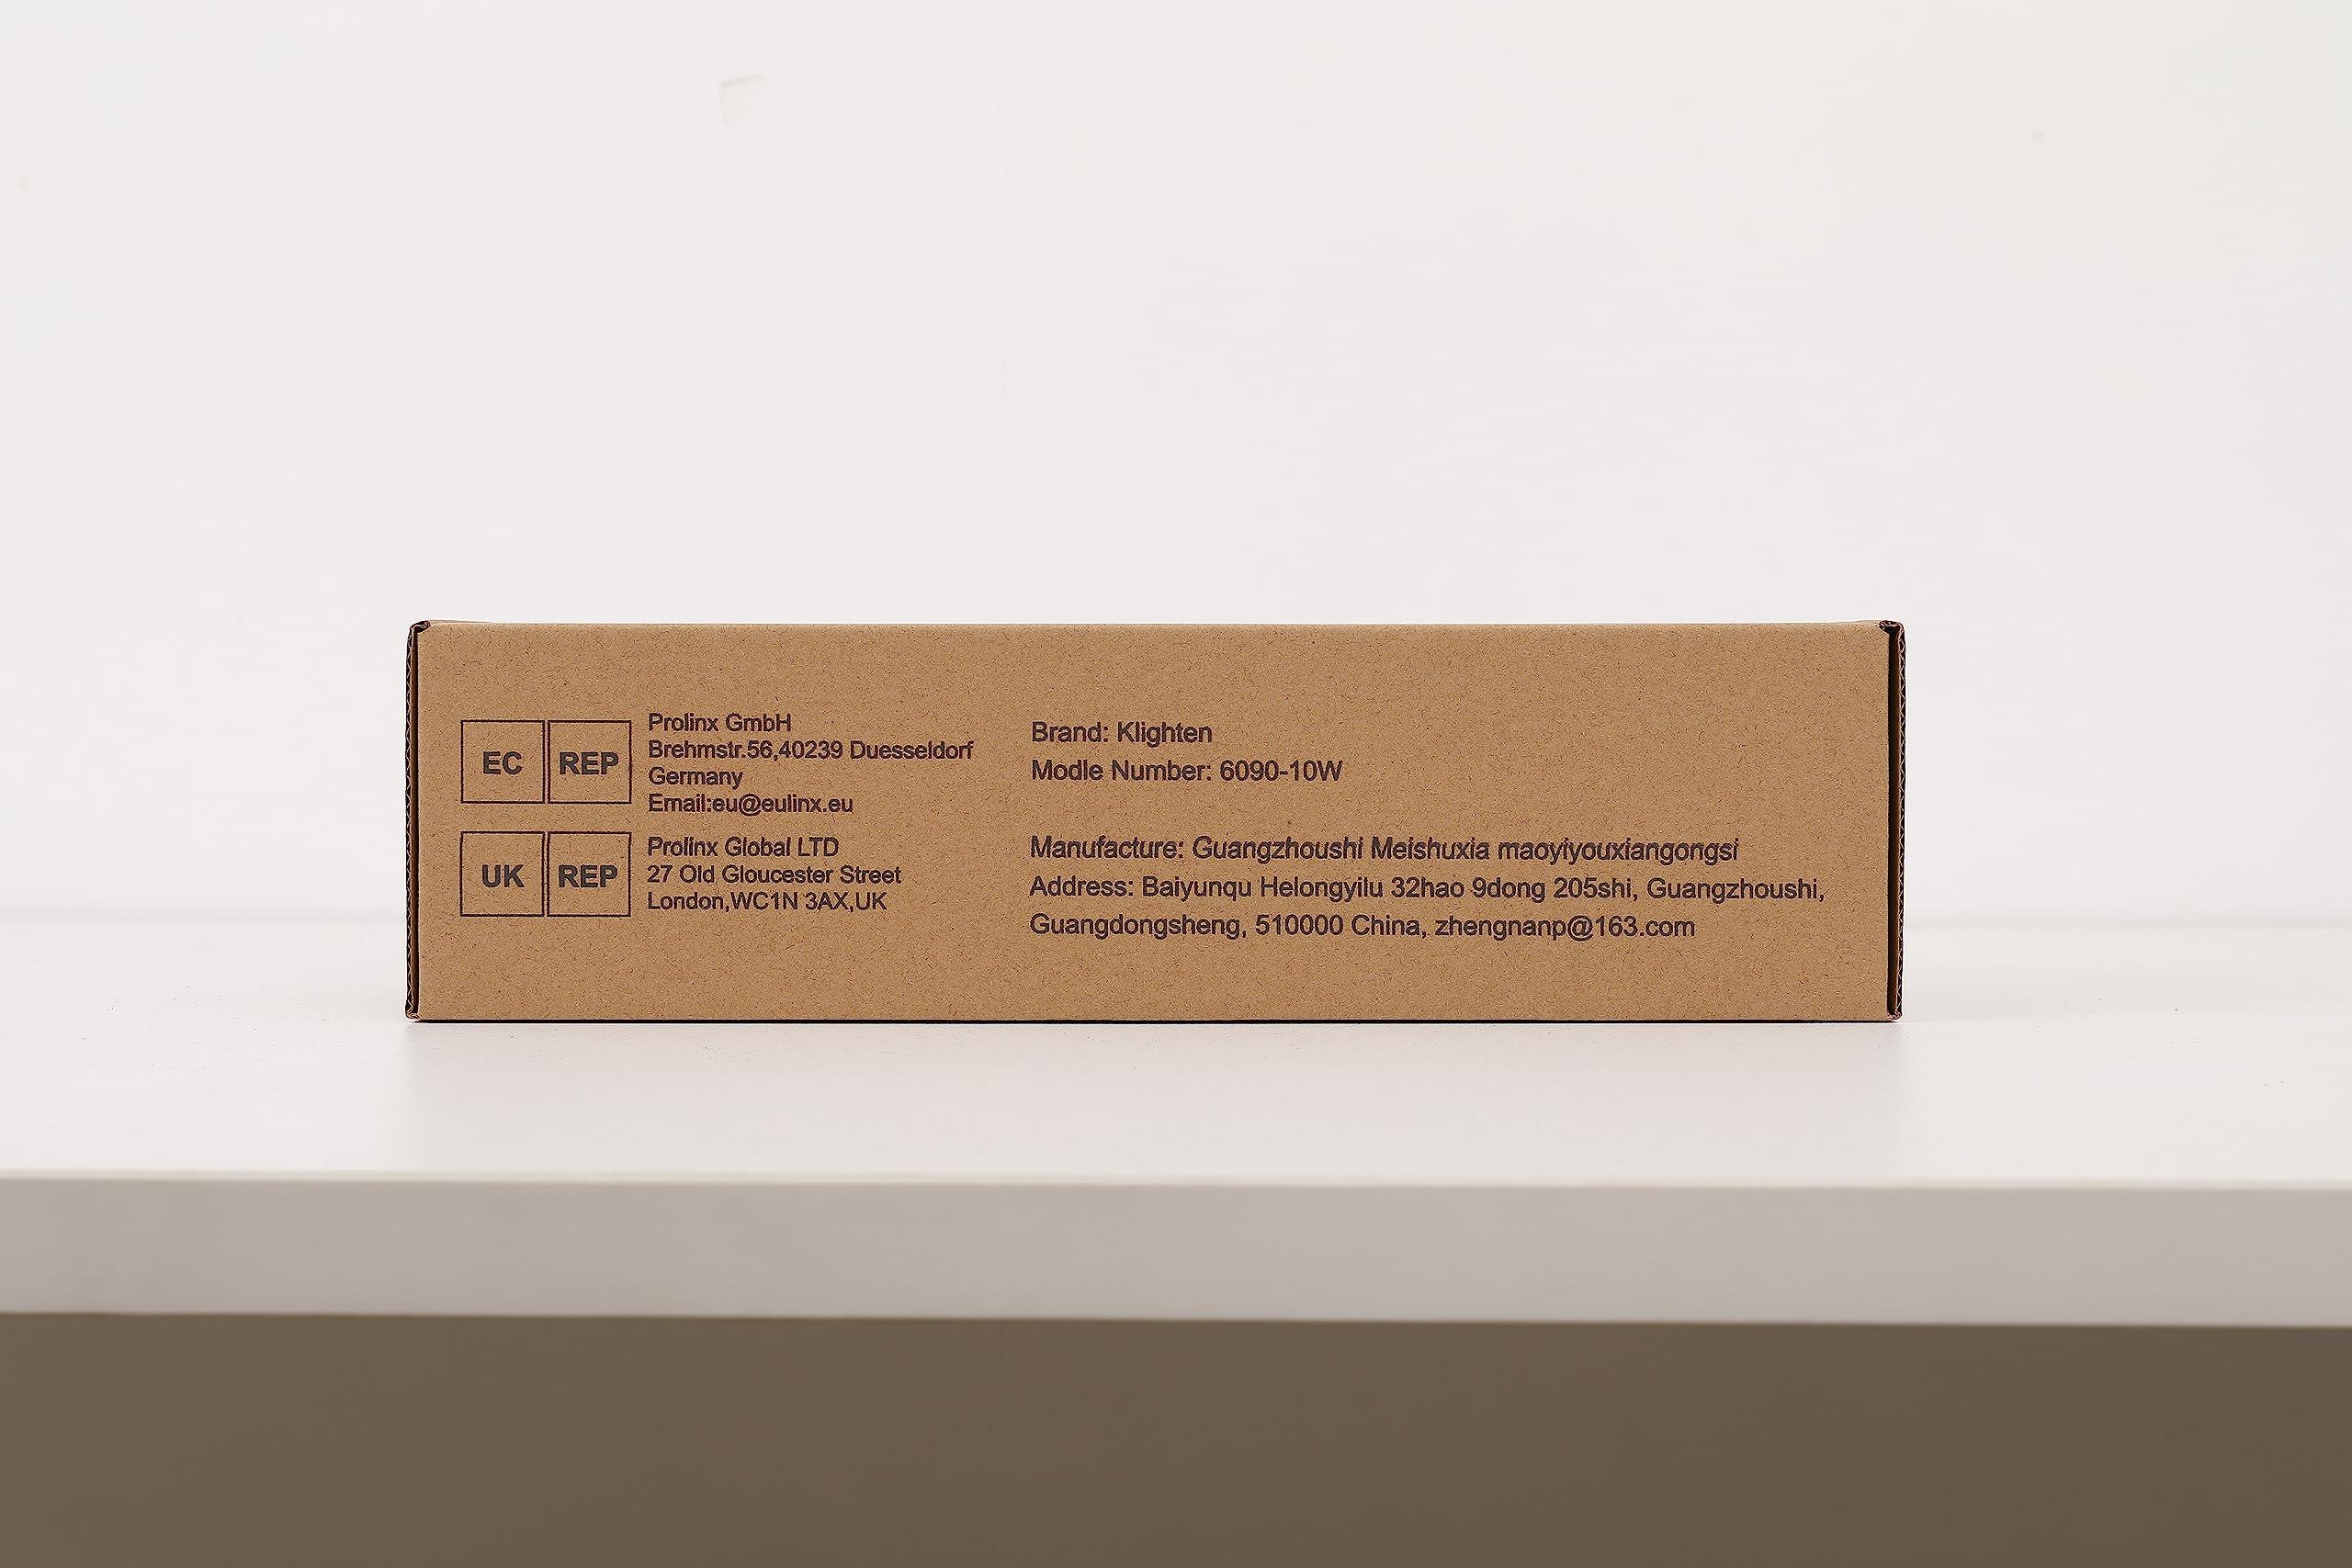 EC REP
Prolinx GmbH
Brehmstr.56,40239 Duesseldorf
Germany
Email:eu@eulinx.eu
UK REP
Prolinx Global LTD
27 Old Gloucester Street
London,WC1N 3AX,UK
Brand: Klighten
Modle Number: 6090-10W
Manufacture: Guangzhoushi Meishuxia maoyiyouxiangongsi
Address: Baiyunqu Helongyilu 32hao 9dong 205shi, Guangzhoushi,
Guangdongsheng, 510000 China, zhengnanp@163.com